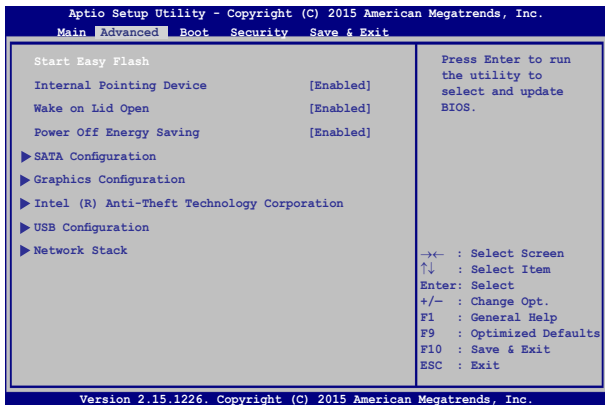 Aptio Setup Utility - Copyright (C) 2015 American Megatrends, Inc.
Main Advanced Boot Security Save & Exit
Start Easy Flash
Internal Pointing Device [Enabled]
Wake on Lid Open [Enabled]
Power Off Energy Saving [Enabled]
SATA Configuration
Graphics Configuration
Intel (R) Anti-Theft Technology Corporation
USB Configuration
Network Stack
Press Enter to run
the utility to
select and update
BIOS.
→← : Select Screen
↑↓ : Select Item
Enter: Select
+/— : Change Opt.
F1 : General Help
F9 : Optimized Defaults
F10 : Save & Exit
ESC : Exit
Version 2.15.1226. Copyright (C) 2015 American Megatrends, Inc.